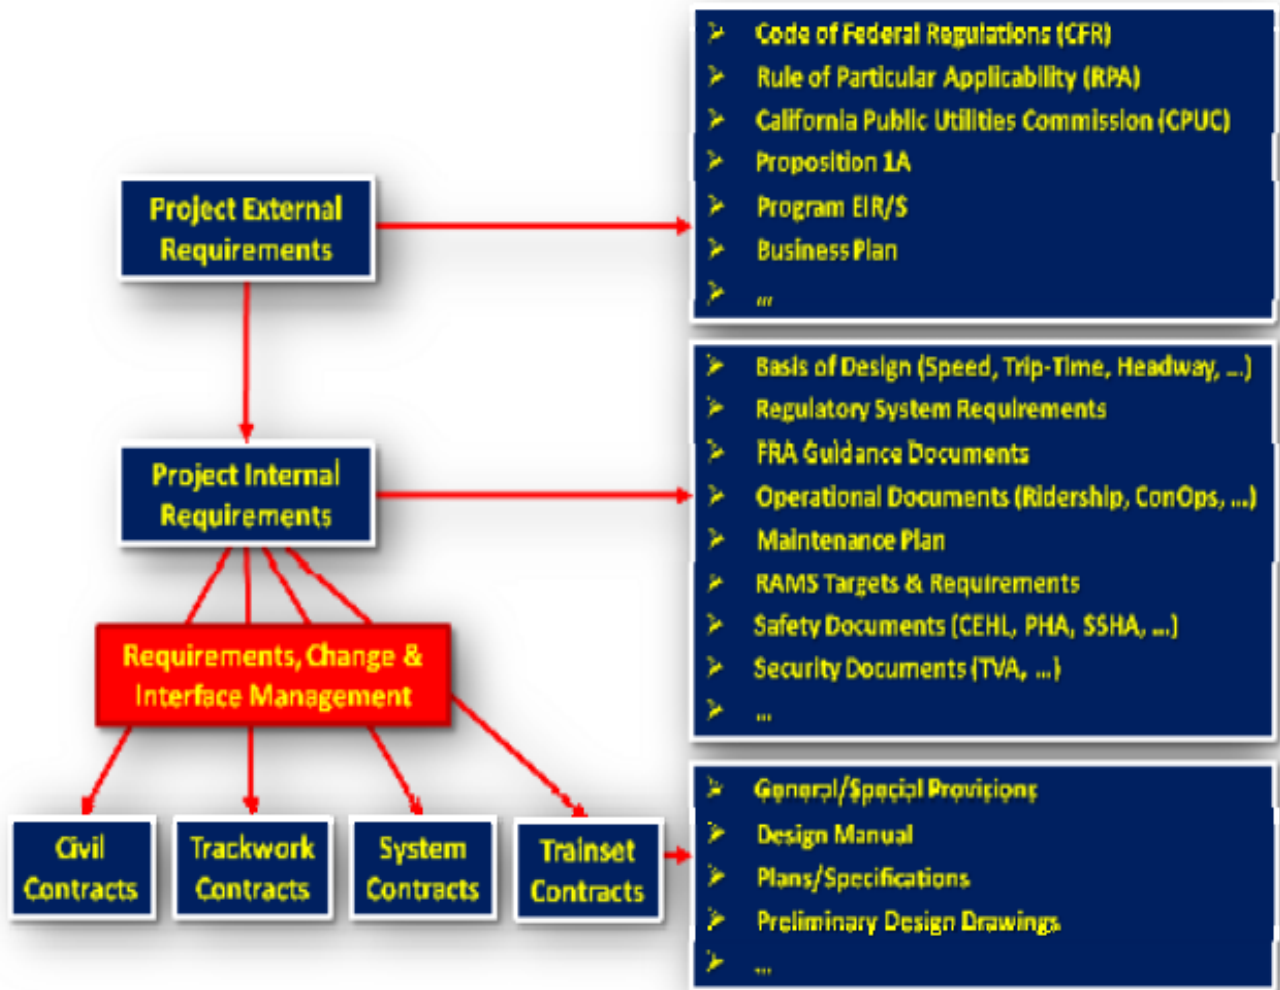 Project External
Requirements
➢ Code of Federal Regulations (CFR)
➢ Rule of Particular Applicability (RPA)
➢ California Public Utilities Commission (CPUC)
➢ Proposition 1A
➢ Program EIR/S
➢ Business Plan
➢ ...
Project Internal
Requirements
➢ Basis of Design (Speed, Trip-Time, Headway, ...)
➢ Regulatory System Requirements
➢ FRA Guidance Documents
➢ Operational Documents (Ridership, ConOps, ...)
➢ Maintenance Plan
➢ RAMS Targets & Requirements
➢ Safety Documents (CEHL, PHA, SSHA, ...)
➢ Security Documents (TVA, ...)
➢ ...
Requirements, Change &
Interface Management
Civil
Contracts
Trackwork
Contracts
System
Contracts
Trainset
Contracts
➢ General/Special Provisions
➢ Design Manual
➢ Plans/Specifications
➢ Preliminary Design Drawings
➢ ...